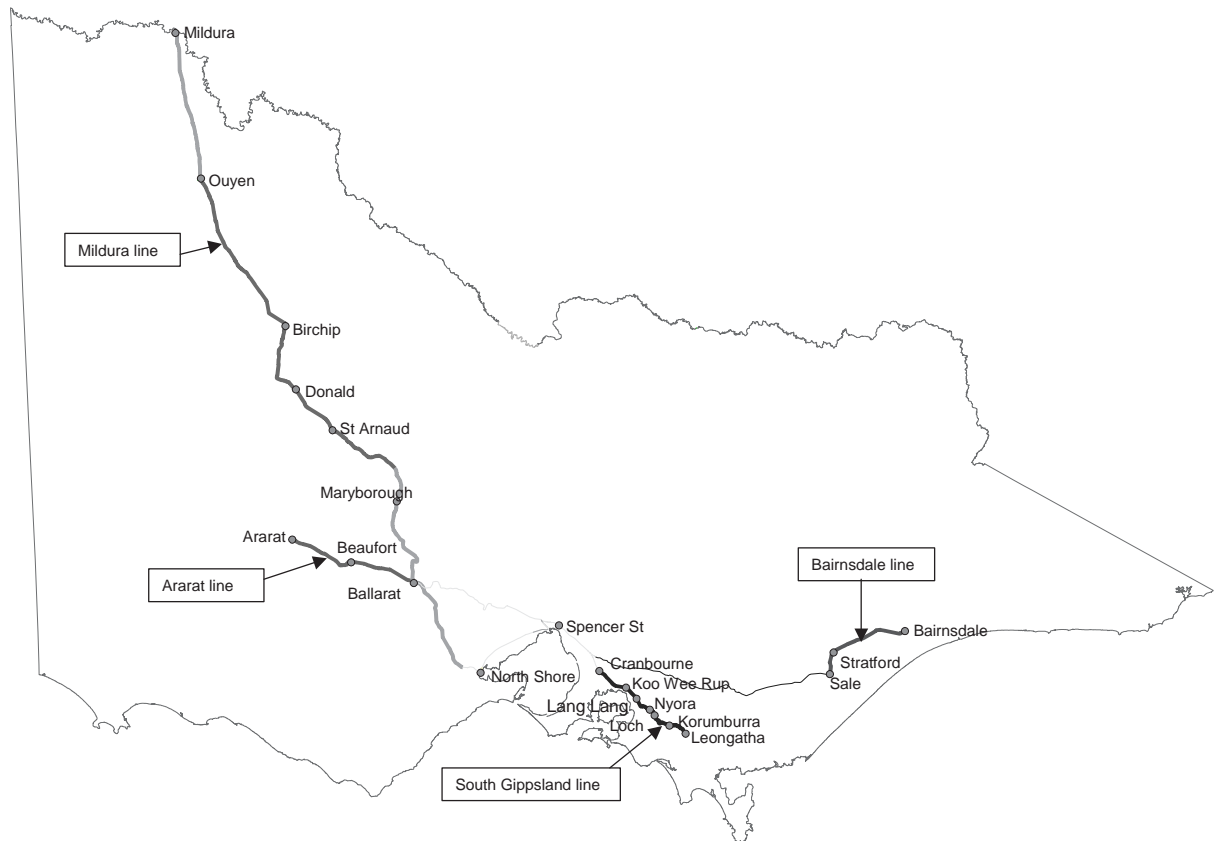 Mildura
Ouyen
Mildura line
Birchip
Donald
St Arnaud
Maryborough
Ararat
Beaufort
Ararat line
Ballarat
Bairnsdale line
Spencer St
Bairnsdale
Stratford
Sale
North Shore
Cranbourne
Koo Wee Rup
Lang Lang
Nyora
Loch
Korumburra
Leongatha
South Gippsland line